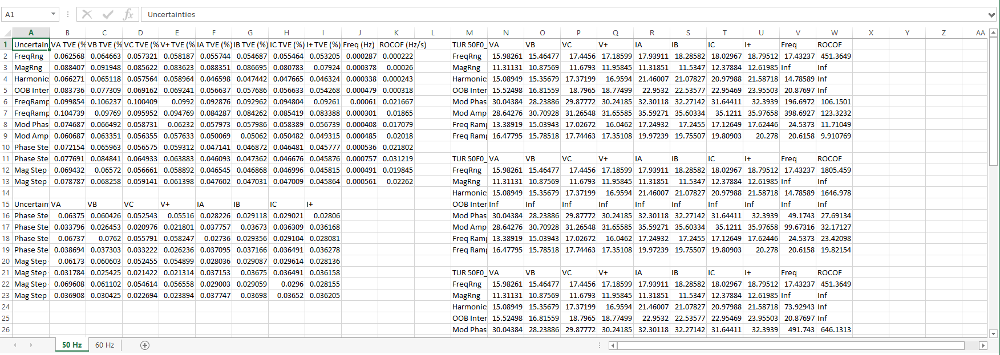 A1 Uncertainties
A B C D E F G H I J K L M N O P Q R S T U V W X Y Z AA
1 Uncertain VA TVE (% VB TVE (% VC TVE (% V+ TVE (% IA TVE (%) IB TVE (%) IC TVE (%) I+ TVE (%) Freq (Hz) ROCOF (Hz/s) TUR 50F0_ VA VB VC V+ IA IB IC I+ Freq ROCOF
2 FreqRng 0.062568 0.064663 0.057321 0.058187 0.055744 0.054687 0.055464 0.053205 0.000287 0.000222 FreqRng 15.98261 15.46477 17.4456 17.18599 17.93911 18.28582 18.02967 18.79512 17.43237 451.3649
3 MagRng 0.088407 0.091948 0.085622 0.083623 0.088351 0.086695 0.080783 0.07924 0.000378 0.00026 MagRng 11.31131 10.87569 11.6793 11.95845 11.31851 11.5347 12.37884 12.61985 Inf Inf
4 Harmonics 0.066271 0.065118 0.057564 0.058964 0.046598 0.047442 0.047665 0.046324 0.000338 0.000243 Harmonics 15.08949 15.35679 17.37199 16.9594 21.46007 21.07827 20.97988 21.58718 14.78589 Inf
5 OOB Inter 0.083736 0.077309 0.069162 0.069241 0.056637 0.057686 0.056633 0.054268 0.000479 0.000318 OOB Inter 15.52498 16.81559 18.7965 18.77499 22.9532 22.53577 22.95469 23.95503 20.87697 Inf
6 FreqRamp 0.099854 0.106237 0.100409 0.0992 0.092876 0.092962 0.094804 0.09261 0.00061 0.021667 Mod Phas 30.04384 28.23886 29.87772 30.24185 32.30118 32.27142 31.64411 32.3939 196.6972 106.1501
7 FreqRamp 0.104739 0.09769 0.095952 0.094769 0.084287 0.084262 0.085419 0.083388 0.000301 0.01865 Mod Amp 28.64276 30.70928 31.26548 31.65585 35.59271 35.60334 35.1211 35.97658 398.6927 123.3232
8 Mod Phas 0.074687 0.066492 0.058731 0.06232 0.057973 0.057986 0.058389 0.056739 0.000408 0.017079 Freq Ramp 13.38919 15.03943 17.02672 16.0462 17.24932 17.2455 17.12649 17.62446 24.5373 11.71049
9 Mod Amp 0.060687 0.063351 0.056355 0.057633 0.050069 0.05062 0.050482 0.049315 0.000485 0.02018 Freq Ramp 16.47795 15.78518 17.74463 17.35108 19.97239 19.75507 19.80903 20.278 20.6158 9.910769
10 Phase Ste 0.072154 0.065963 0.056575 0.059312 0.047141 0.046872 0.046481 0.045777 0.000536 0.021802
11 Phase Ste 0.077691 0.084841 0.064933 0.063883 0.046093 0.047362 0.046676 0.045876 0.000757 0.031219 TUR 50F0_ VA VB VC V+ IA IB IC I+ Freq ROCOF
12 Mag Step 0.069432 0.06572 0.056661 0.058892 0.046545 0.046868 0.046996 0.045815 0.000491 0.019845 FreqRng 15.98261 15.46477 17.4456 17.18599 17.93911 18.28582 18.02967 18.79512 17.43237 1805.459
13 Mag Step 0.078787 0.068258 0.059141 0.061398 0.047602 0.047031 0.047009 0.045864 0.000561 0.02262 MagRng 11.31131 10.87569 11.6793 11.95845 11.31851 11.5347 12.37884 12.61985 Inf Inf
14 Harmonics 15.08949 15.35679 17.37199 16.9594 21.46007 21.07827 20.97988 21.58718 14.78589 1646.978
15 Uncertain VA VB VC V+ IA IB IC I+ OOB Inter Inf Inf Inf Inf Inf Inf Inf Inf Inf Inf
16 Phase Ste 0.06375 0.060426 0.052543 0.05516 0.028226 0.029118 0.029021 0.02806 Mod Phas 30.04384 28.23886 29.87772 30.24185 32.30118 32.27142 31.64411 32.3939 49.1743 27.69134
17 Phase Ste 0.033796 0.026453 0.020976 0.021801 0.037757 0.03673 0.036309 0.036168 Mod Amp 28.64276 30.70928 31.26548 31.65585 35.59271 35.60334 35.1211 35.97658 99.67316 32.17127
18 Phase Ste 0.06737 0.0762 0.055791 0.058247 0.02736 0.029356 0.029104 0.028081 Freq Ramp 13.38919 15.03943 17.02672 16.0462 17.24932 17.2455 17.12649 17.62446 24.5373 23.42098
19 Phase Ste 0.038694 0.037303 0.033222 0.026236 0.037095 0.037166 0.036491 0.036278 Freq Ramp 16.47795 15.78518 17.74463 17.35108 19.97239 19.75507 19.80903 20.278 20.6158 19.82154
20 Mag Step 0.06173 0.060603 0.052455 0.054899 0.028036 0.029087 0.029614 0.028136
21 Mag Step 0.031784 0.025425 0.021422 0.021314 0.037153 0.03675 0.036491 0.036158 TUR 50F0_ VA VB VC V+ IA IB IC I+ Freq ROCOF
22 Mag Step 0.069608 0.061102 0.054614 0.056558 0.029003 0.029059 0.0296 0.028155 FreqRng 15.98261 15.46477 17.4456 17.18599 17.93911 18.28582 18.02967 18.79512 17.43237 451.3649
23 Mag Step 0.036908 0.030425 0.022694 0.023894 0.037747 0.03698 0.03652 0.036205 MagRng 11.31131 10.87569 11.6793 11.95845 11.31851 11.5347 12.37884 12.61985 Inf Inf
24 Harmonics 15.08949 15.35679 17.37199 16.9594 21.46007 21.07827 20.97988 21.58718 73.92943 Inf
25 OOB Inter 15.52498 16.81559 18.7965 18.77499 22.9532 22.53577 22.95469 23.95503 20.87697 Inf
26 Mod Phas 30.04384 28.23886 29.87772 30.24185 32.30118 32.27142 31.64411 32.3939 491.743 646.1313
50 Hz 60 Hz